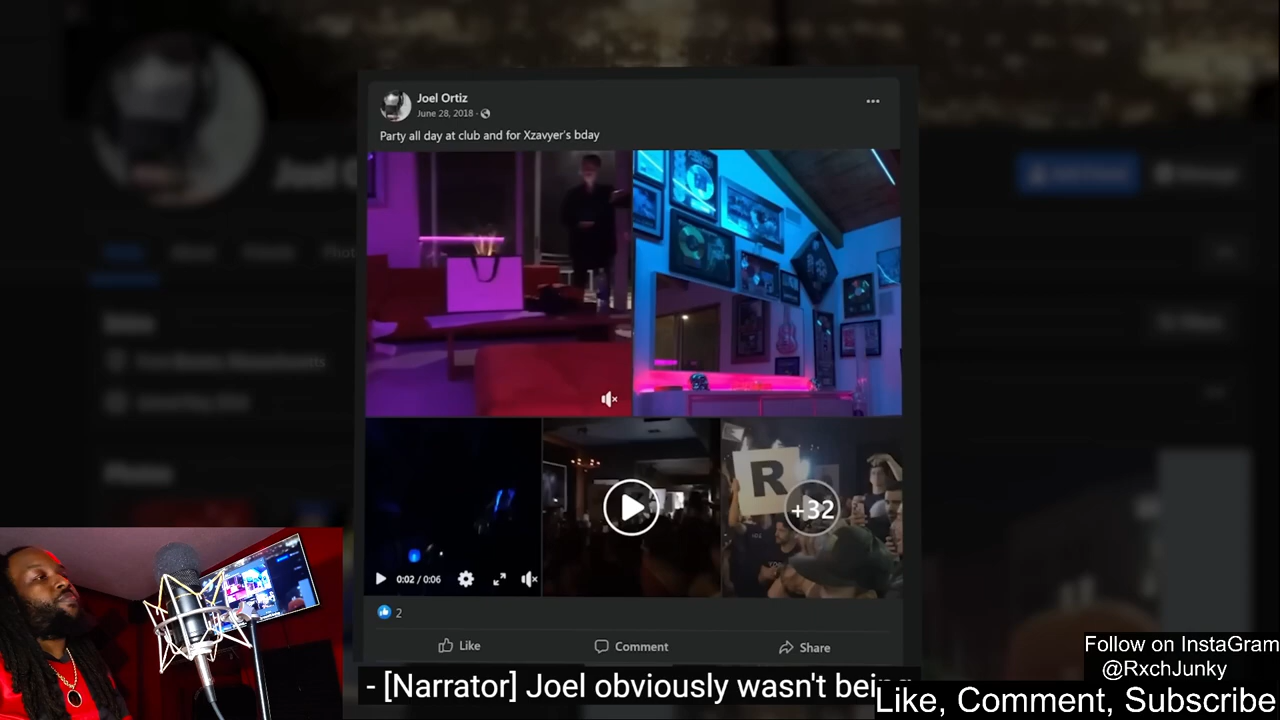 Joel Ortiz
June 28, 2018
Party all day at club and for Xzavyer's bday
R
+32
0:02 / 0:06
2
Like
Comment
Share
- [Narrator] Joel obviously wasn't being
Follow on InstaGram
@RxchJunky
Like, Comment, Subscribe